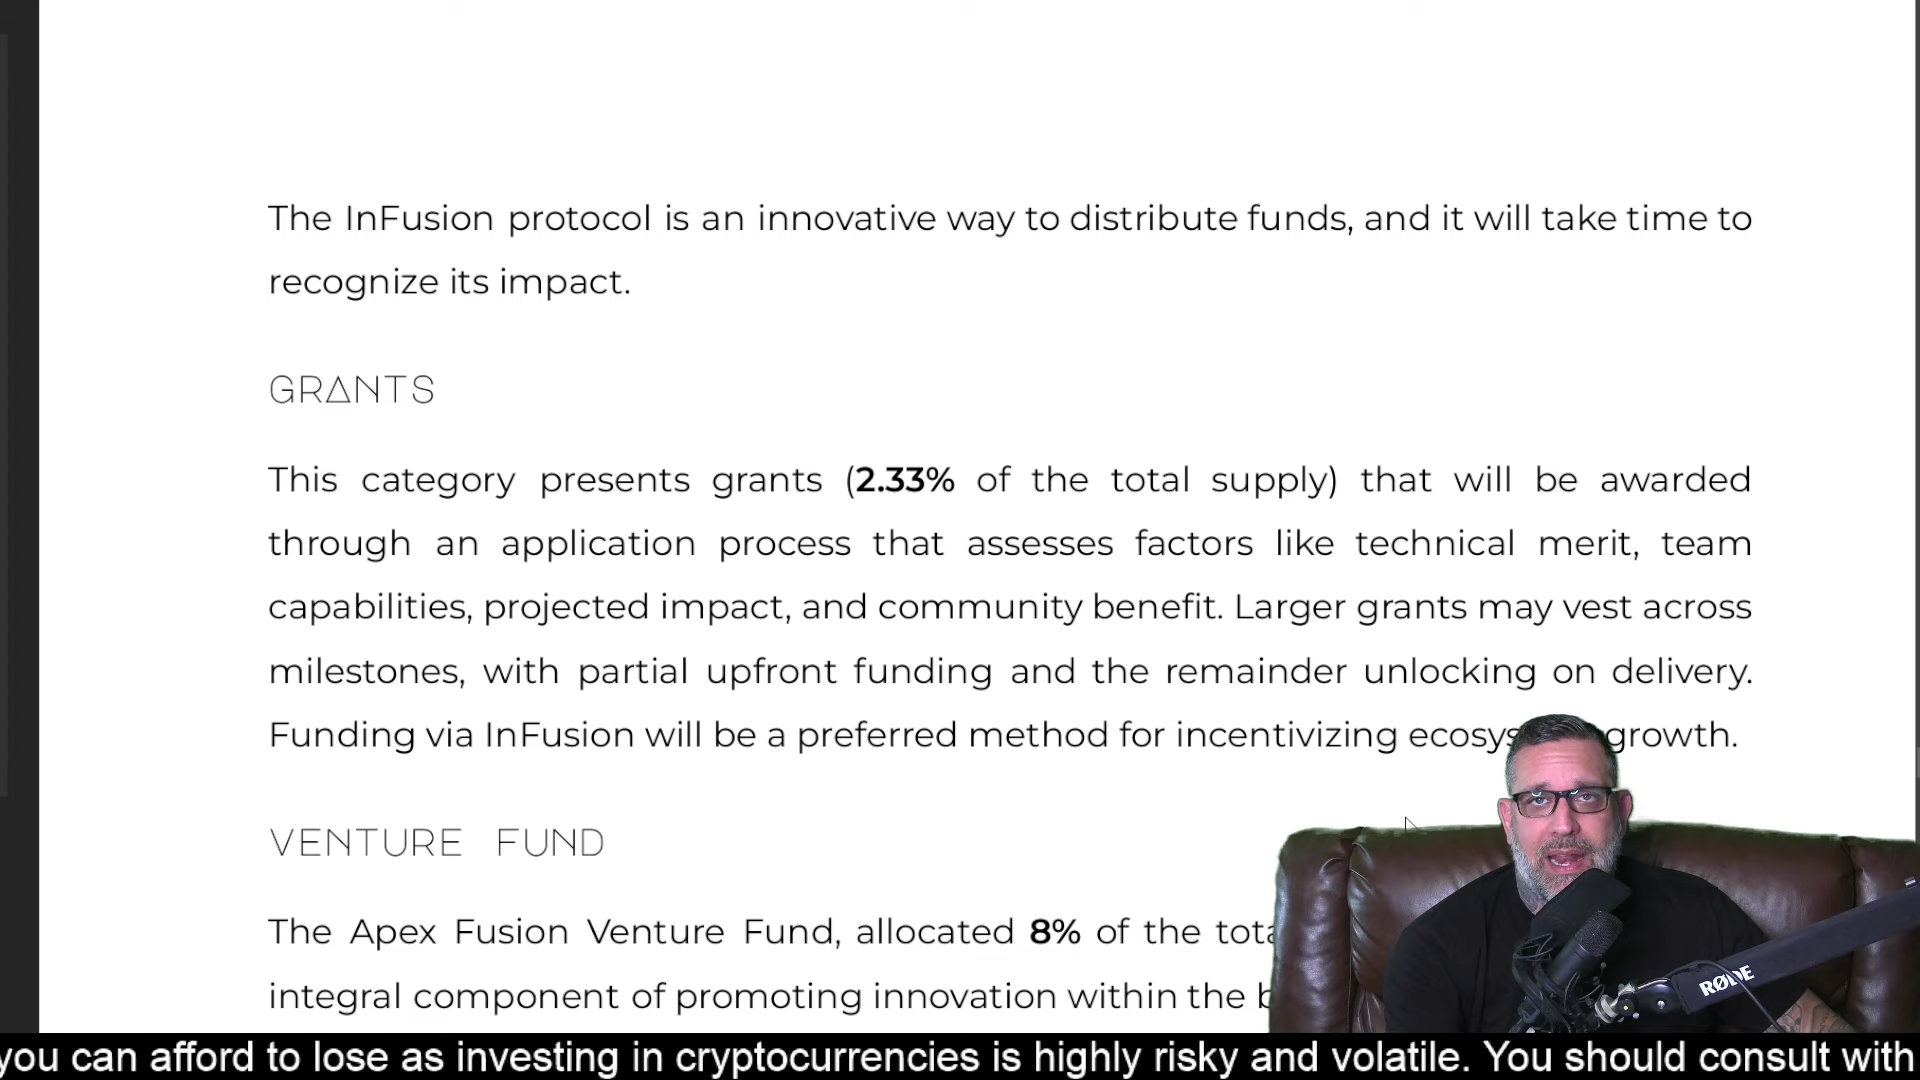 The InFusion protocol is an innovative way to distribute funds, and it will take time to
recognize its impact.
GRANTS
This category presents grants (2.33% of the total supply) that will be awarded
through an application process that assesses factors like technical merit, team
capabilities, projected impact, and community benefit. Larger grants may vest across
milestones, with partial upfront funding and the remainder unlocking on delivery.
Funding via InFusion will be a preferred method for incentivizing growth.
VENTURE FUND
The Apex Fusion Venture Fund, allocated 8% of the
integral component of promoting innovation within the
RØDE
you can afford to lose as investing in cryptocurrencies is highly risky and volatile. You should consult with